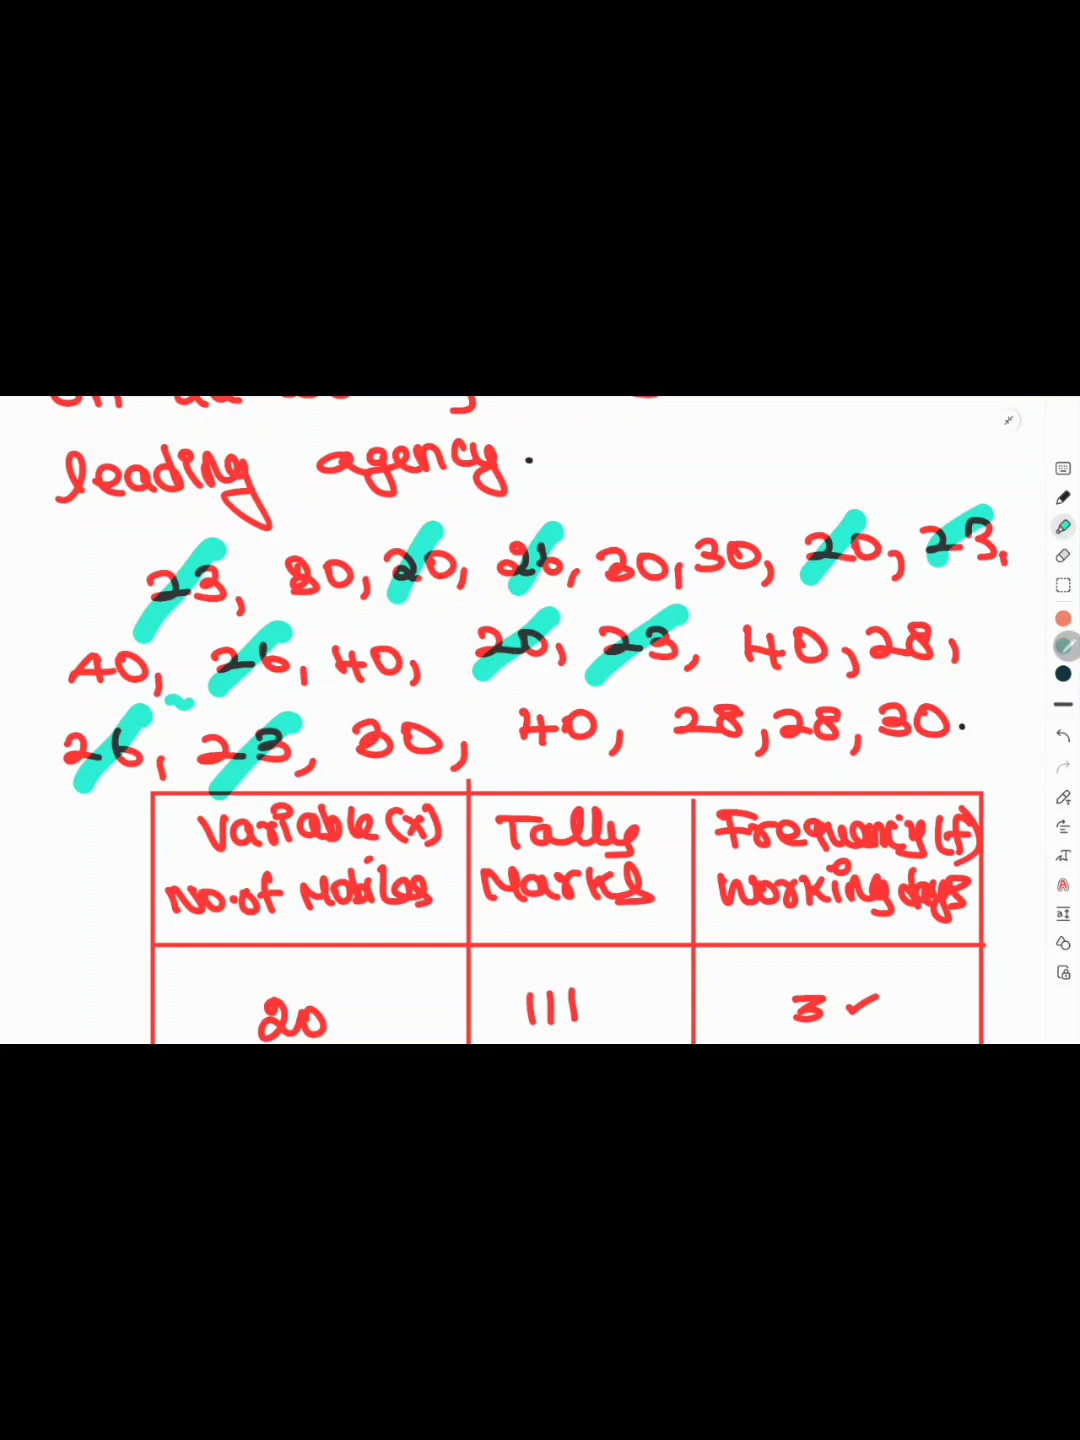 leading agency.
23, 30, 20, 26, 30, 30, 20, 23,
40, 26, 40, 20, 23, 40, 28,
26, 23, 30, 40, 28, 28, 30.
Variable (x) Tally Frequency (f)
No. of Mobiles Marks Working days
20 ||| 3 ✓